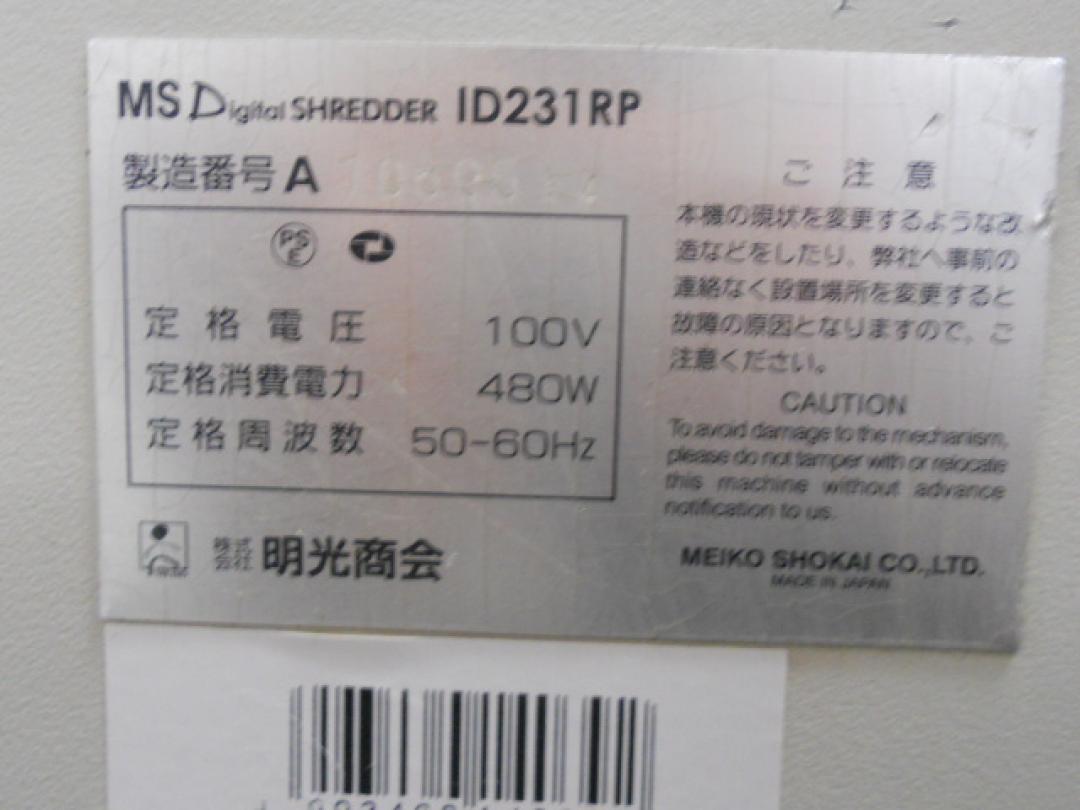 MS Digital SHREDDER ID231RP
製造番号 A
PS
E
定格電圧 100V
定格消費電力 480W
定格周波数 50-60Hz
株式会社 明光商会
ご注意
本機の現状を変更するような改
造などをしたり、弊社へ事前の
連絡なく設置場所を変更すると
故障の原因となりますので、ご
注意ください。
CAUTION
To avoid damage to the mechanism,
please do not tamper with or relocate
this machine without advance
notification to us.
MEIKO SHOKAI CO.,LTD.
MADE IN JAPAN